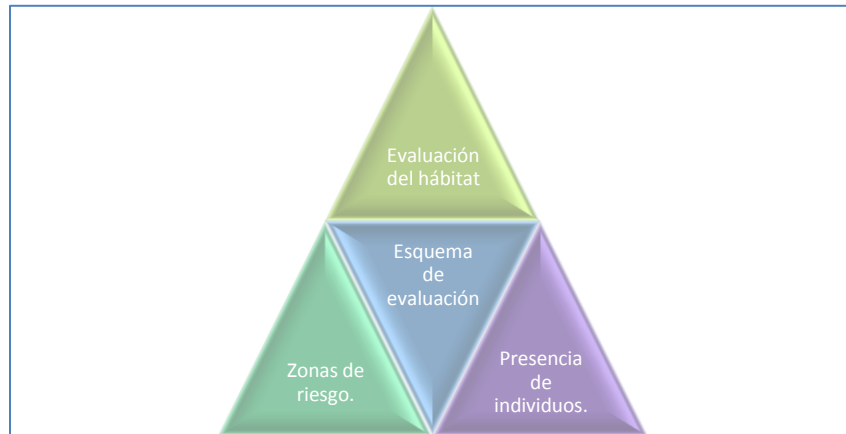 Evaluación
del hábitat
Esquema
de
evaluación
Zonas de
riesgo.
Presencia
de
individuos.